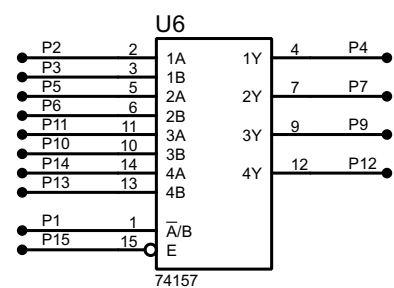 U6
P2 2 1A 1Y 4 P4
P3 3 1B
P5 5 2A 2Y 7 P7
P6 6 2B
P11 11 3A 3Y 9 P9
P10 10 3B
P14 14 4A 4Y 12 P12
P13 13 4B
P1 1 A̅/B
P15 15 E
74157